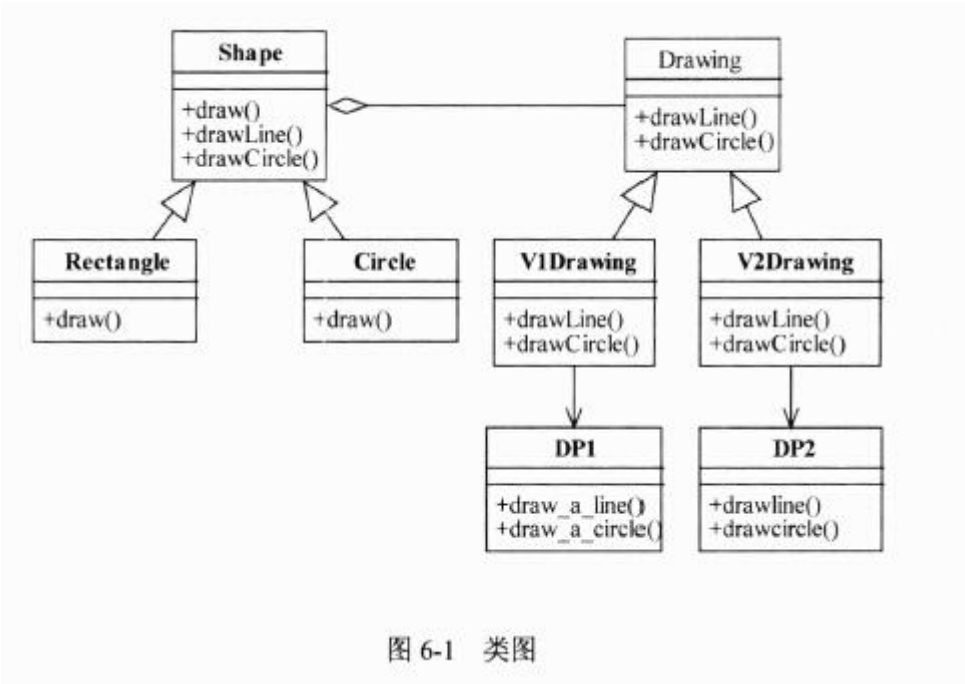 Shape
+draw()
+drawLine()
+drawCircle()
Drawing
+drawLine()
+drawCircle()
Rectangle
+draw()
Circle
+draw()
V1Drawing
+drawLine()
+drawCircle()
V2Drawing
+drawLine()
+drawCircle()
DP1
+draw_a_line()
+draw_a_circle()
DP2
+drawline()
+drawcircle()
图 6-1 类图